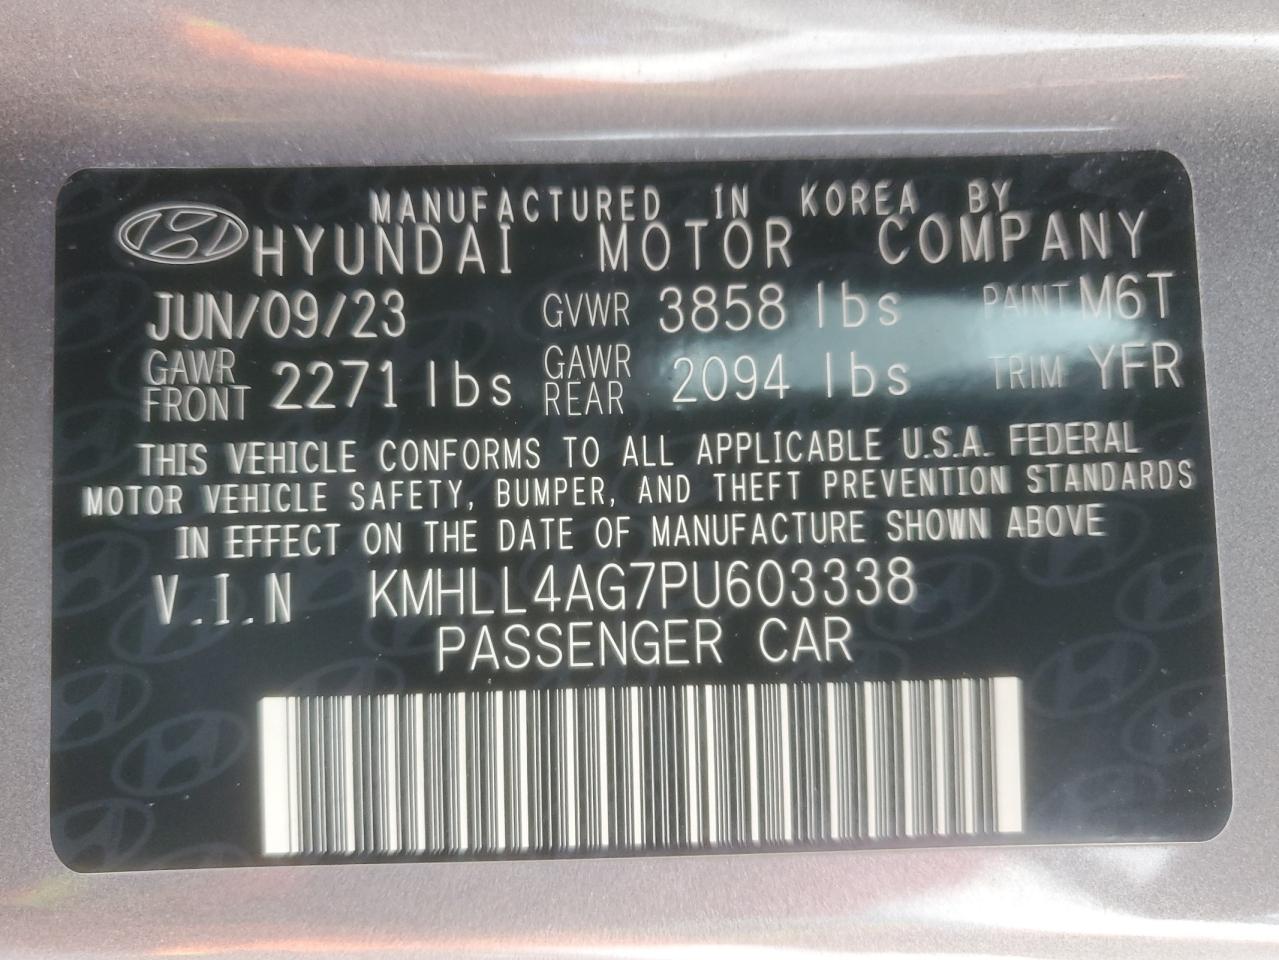 MANUFACTURED IN KOREA BY
HYUNDAI MOTOR COMPANY
JUN/09/23 GVWR 3858 lbs PAINT M6T
GAWR FRONT 2271 lbs GAWR REAR 2094 lbs TRIM YFR
THIS VEHICLE CONFORMS TO ALL APPLICABLE U.S.A. FEDERAL
MOTOR VEHICLE SAFETY, BUMPER, AND THEFT PREVENTION STANDARDS
IN EFFECT ON THE DATE OF MANUFACTURE SHOWN ABOVE
V.I.N KMHLL4AG7PU603338
PASSENGER CAR